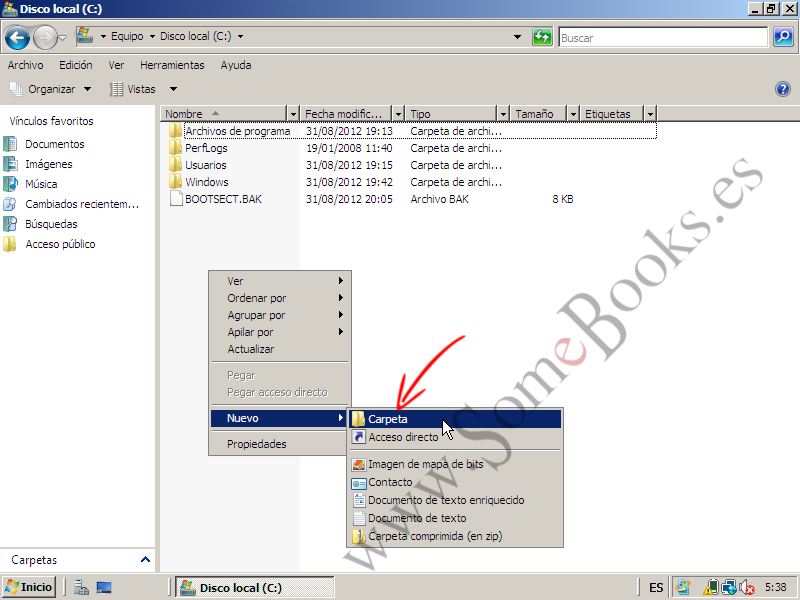 Disco local (C:)
Equipo Disco local (C:)
Buscar
Archivo Edición Ver Herramientas Ayuda
Organizar Vistas
Vínculos favoritos
Documentos
Imágenes
Música
Cambiados recientem...
Búsquedas
Acceso público
Carpetas
Nombre Fecha modific... Tipo Tamaño Etiquetas
Archivos de programa 31/08/2012 19:13 Carpeta de archi...
PerfLogs 19/01/2008 11:40 Carpeta de archi...
Usuarios 31/08/2012 19:15 Carpeta de archi...
Windows 31/08/2012 19:42 Carpeta de archi...
BOOTSECT.BAK 31/08/2012 20:05 Archivo BAK 8 KB
Ver
Ordenar por
Agrupar por
Apilar por
Actualizar
Pegar
Pegar acceso directo
Nuevo
Propiedades
Carpeta
Acceso directo
Imagen de mapa de bits
Contacto
Documento de texto enriquecido
Documento de texto
Carpeta comprimida (en zip)
www.SomeBooks.es
Inicio Disco local (C:) ES 5:38